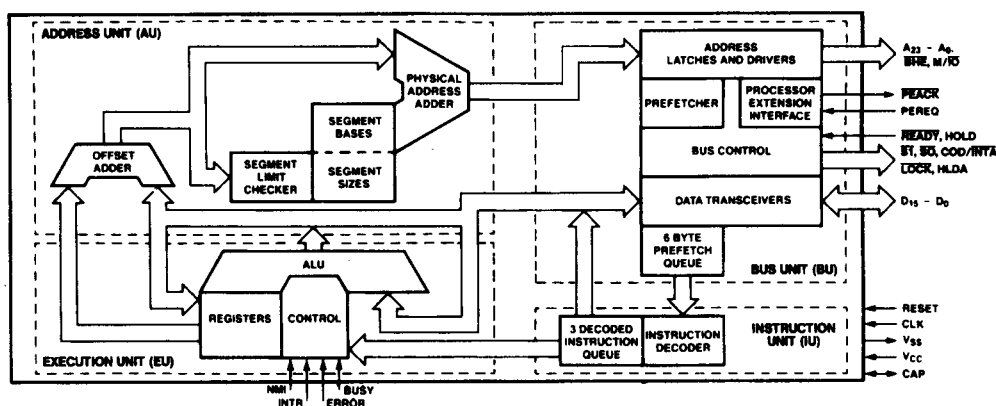 ADDRESS UNIT (AU)
PHYSICAL
ADDRESS
ADDER
SEGMENT
BASES
OFFSET
ADDER
SEGMENT
LIMIT
CHECKER
SEGMENT
SIZES
ADDRESS
LATCHES AND DRIVERS
PREFETCHER
PROCESSOR
EXTENSION
INTERFACE
BUS CONTROL
DATA TRANSCEIVERS
6 BYTE
PREFETCH
QUEUE
BUS UNIT (BU)
A23 - A0,
BHE, M/IO
PEACK
PEREQ
READY, HOLD
S1, S0, COD/INTA
LOCK, HLDA
D15 - D0
ALU
REGISTERS
CONTROL
EXECUTION UNIT (EU)
NMI
BUSY
INTR
ERROR
3 DECODED
INSTRUCTION
QUEUE
INSTRUCTION
DECODER
INSTRUCTION
UNIT (IU)
RESET
CLK
VSS
VCC
CAP